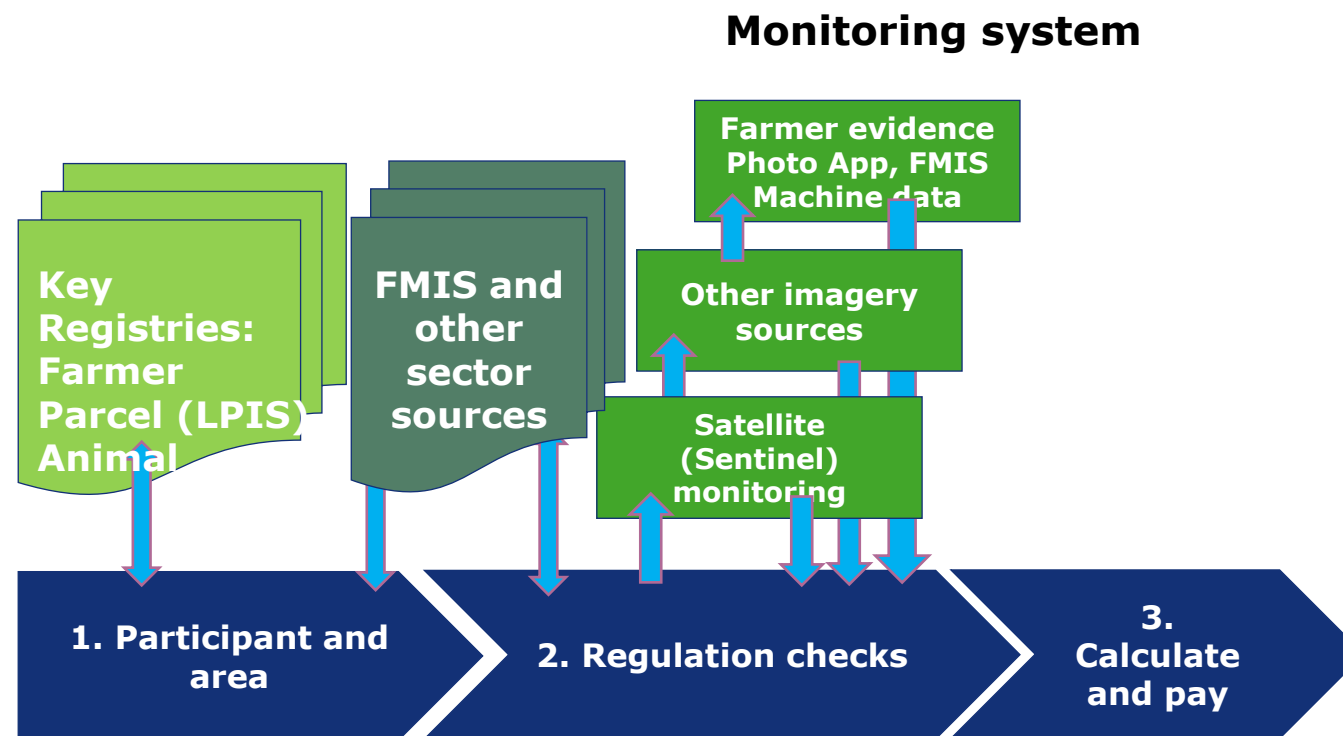 Monitoring system
Farmer evidence
Photo App, FMIS
Machine data
Key
Registries:
Farmer
Parcel (LPIS)
Animal
FMIS and
other
sector
sources
Other imagery
sources
Satellite
(Sentinel)
monitoring
1. Participant and
area
2. Regulation checks
3.
Calculate
and pay